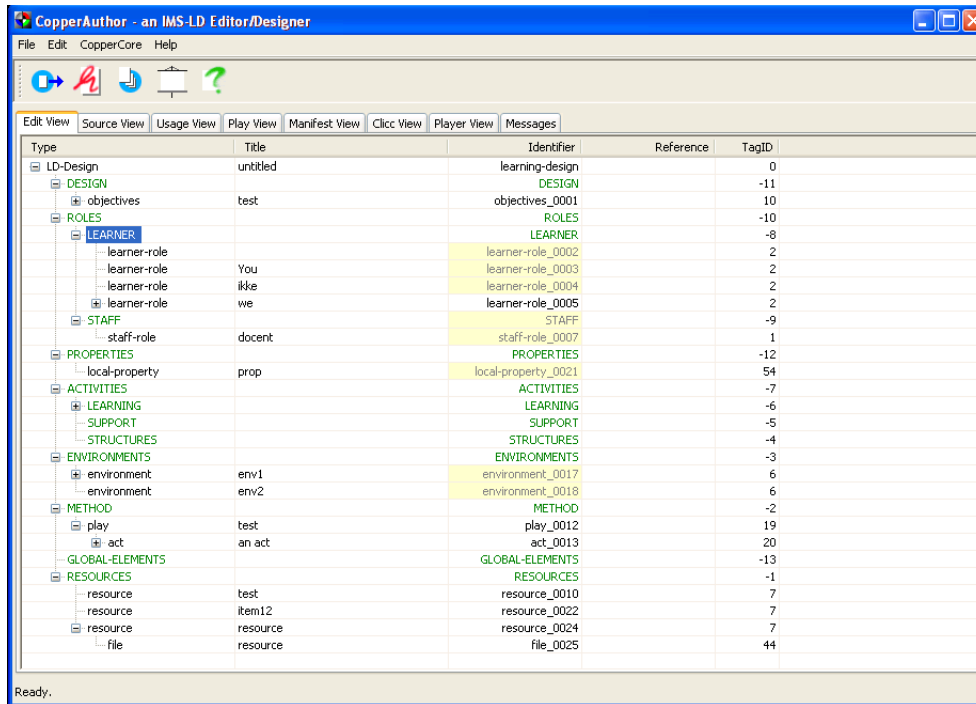 CopperAuthor - an IMS-LD Editor/Designer
File Edit CopperCore Help
Edit View Source View Usage View Play View Manifest View Clicc View Player View Messages
Type Title Identifier Reference TagID
LD-Design untitled learning-design 0
DESIGN DESIGN -11
objectives test objectives_0001 10
ROLES ROLES -10
LEARNER LEARNER -8
learner-role learner-role_0002 2
learner-role You learner-role_0003 2
learner-role ikke learner-role_0004 2
learner-role we learner-role_0005 2
STAFF STAFF -9
staff-role docent staff-role_0007 1
PROPERTIES PROPERTIES -12
local-property prop local-property_0021 54
ACTIVITIES ACTIVITIES -7
LEARNING LEARNING -6
SUPPORT SUPPORT -5
STRUCTURES STRUCTURES -4
ENVIRONMENTS ENVIRONMENTS -3
environment env1 environment_0017 6
environment env2 environment_0018 6
METHOD METHOD -2
play test play_0012 19
act an act act_0013 20
GLOBAL-ELEMENTS GLOBAL-ELEMENTS -13
RESOURCES RESOURCES -1
resource test resource_0010 7
resource item12 resource_0022 7
resource resource resource_0024 7
file resource file_0025 44
Ready.